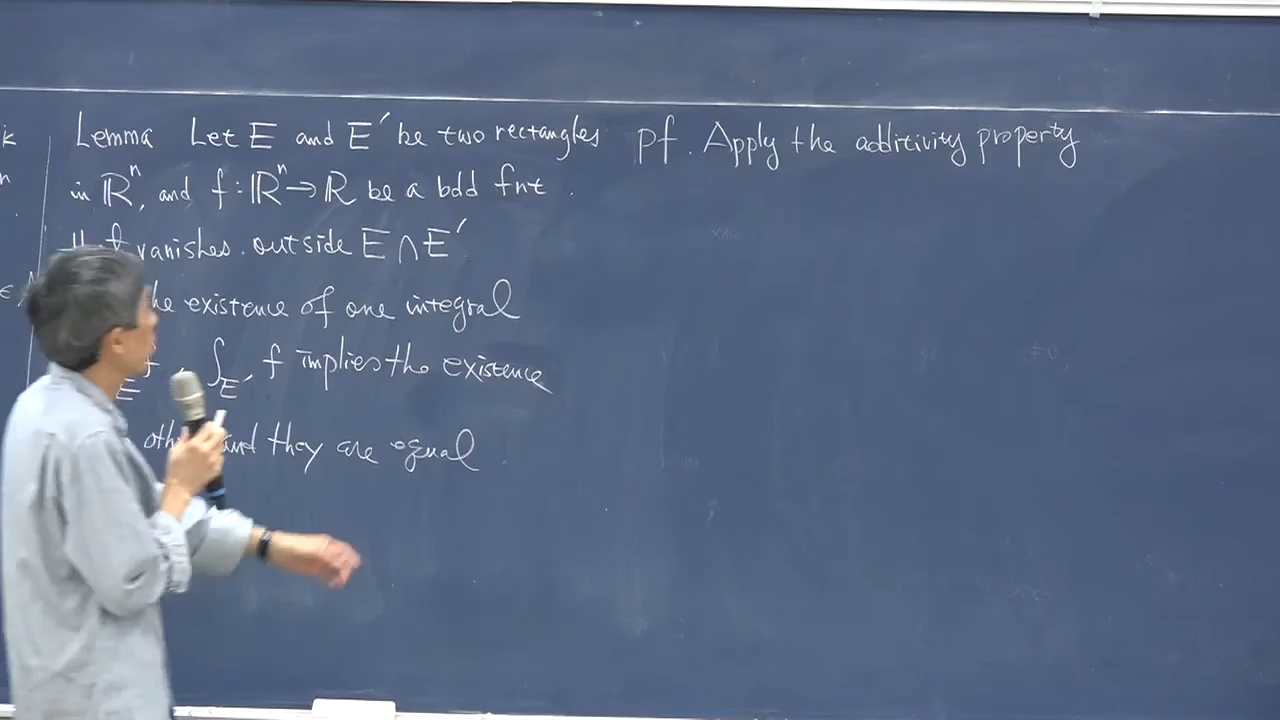 Lemma Let E and E′ be two rectangles
in ℝⁿ, and f : ℝⁿ → ℝ be a bdd fnt.
vanishes outside E ∩ E′
existence of one integral
∫_E′ f implies the existence
and they are equal.
pf. Apply the additivity property